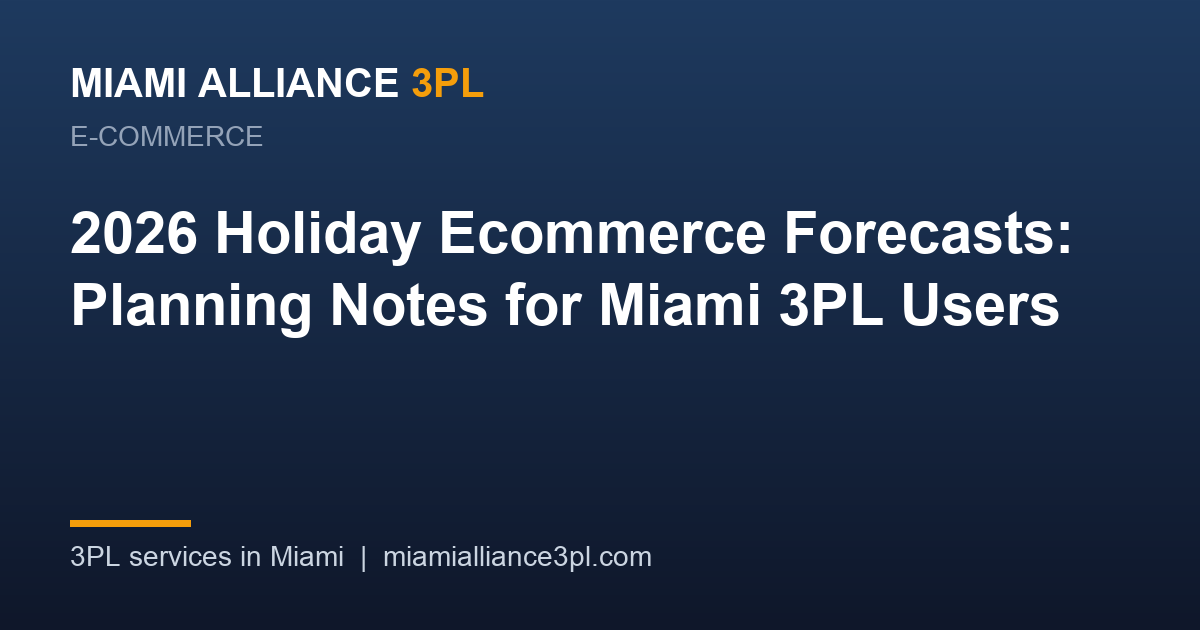 MIAMI ALLIANCE 3PL
E-COMMERCE
2026 Holiday Ecommerce Forecasts:
Planning Notes for Miami 3PL Users
3PL services in Miami | miamialliance3pl.com